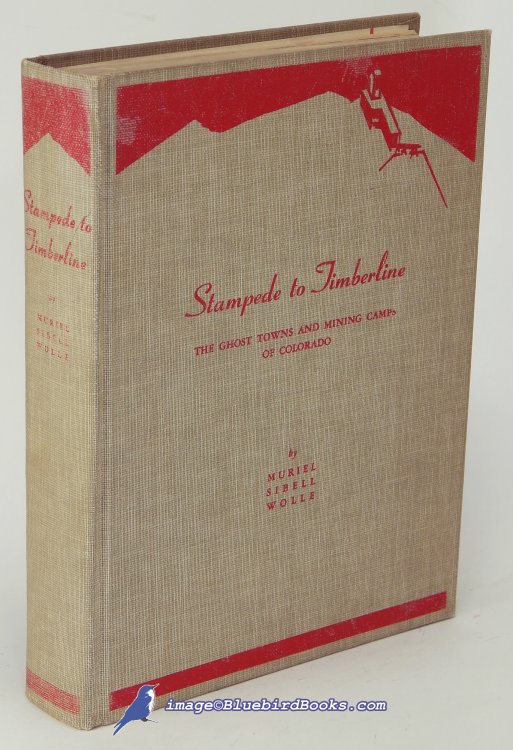 Stampede to
Timberline
by
MURIEL
SIBELL
WOLLE
Stampede to Timberline
THE GHOST TOWNS AND MINING CAMPS
OF COLORADO
by
MURIEL
SIBELL
WOLLE
image©BluebirdBooks.com